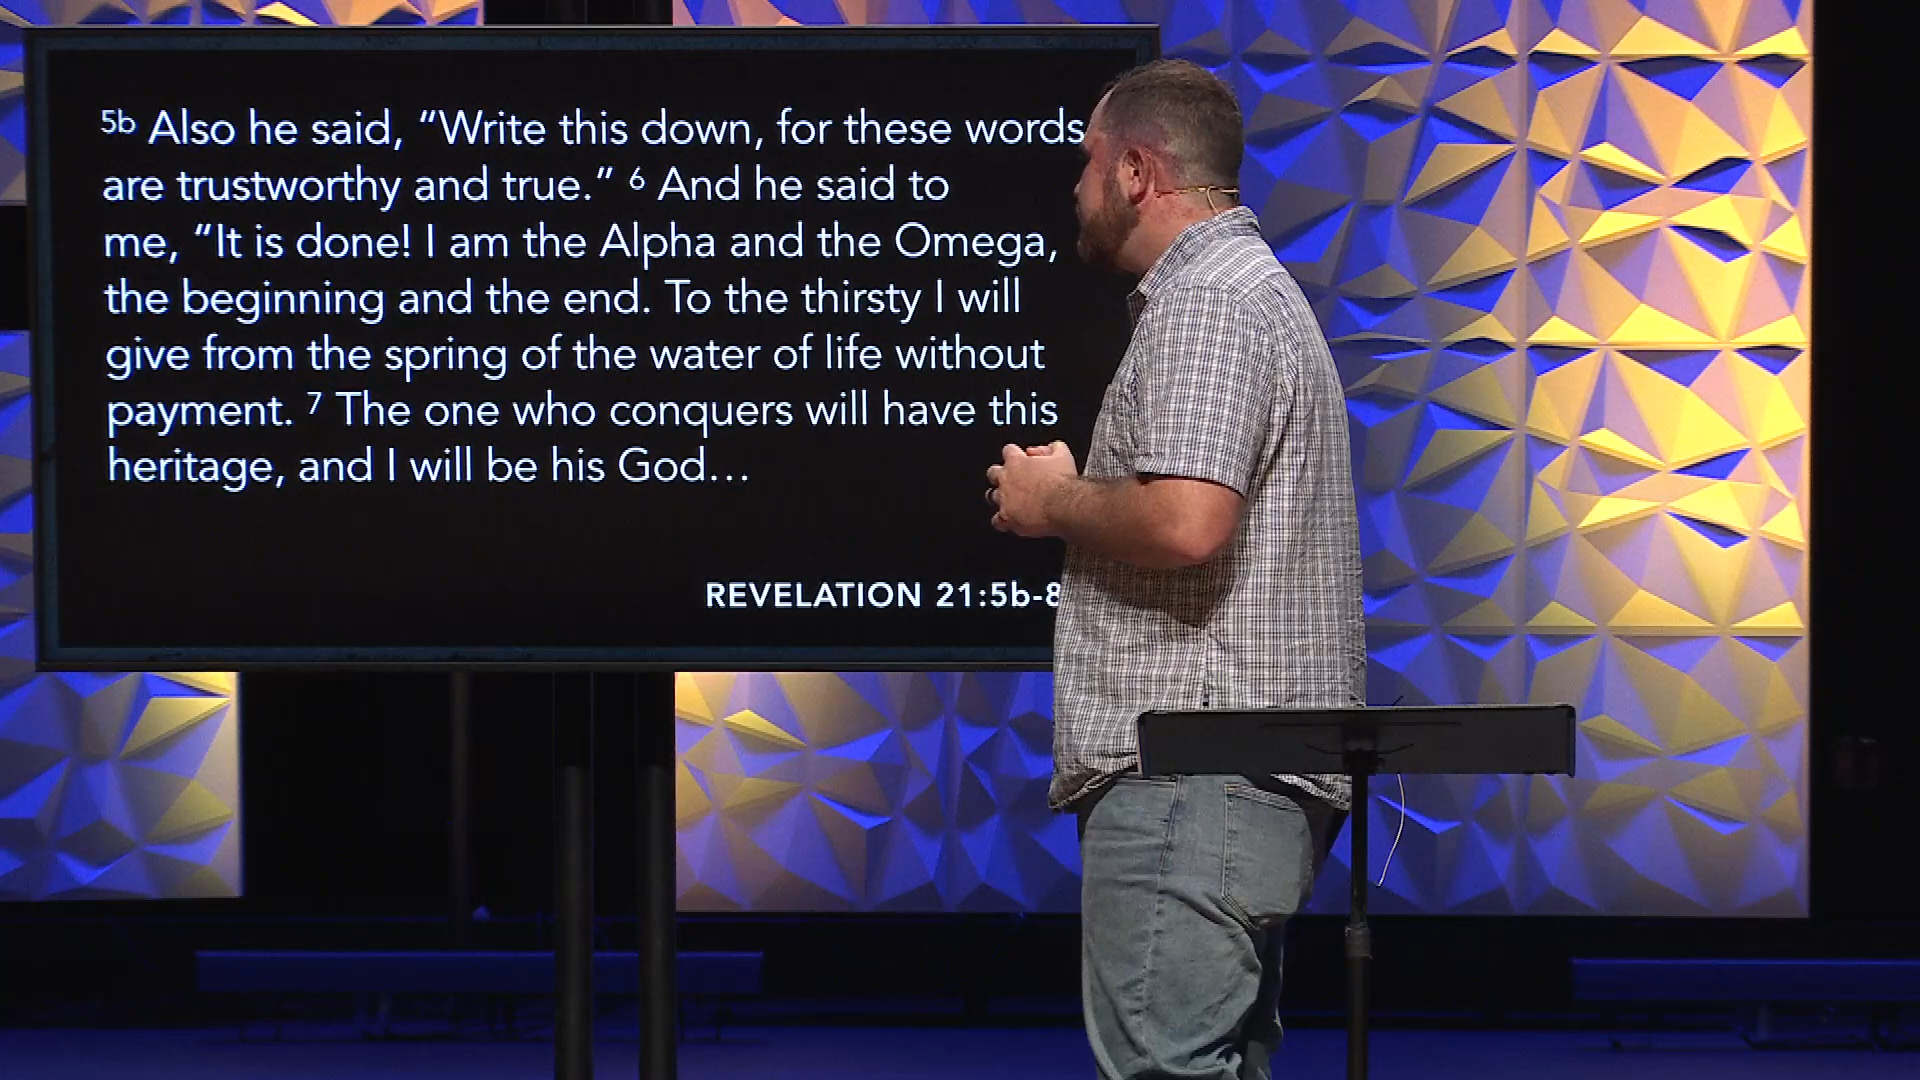 5b Also he said, “Write this down, for these words
are trustworthy and true.” 6 And he said to
me, “It is done! I am the Alpha and the Omega,
the beginning and the end. To the thirsty I will
give from the spring of the water of life without
payment. 7 The one who conquers will have this
heritage, and I will be his God…
REVELATION 21:5b-8